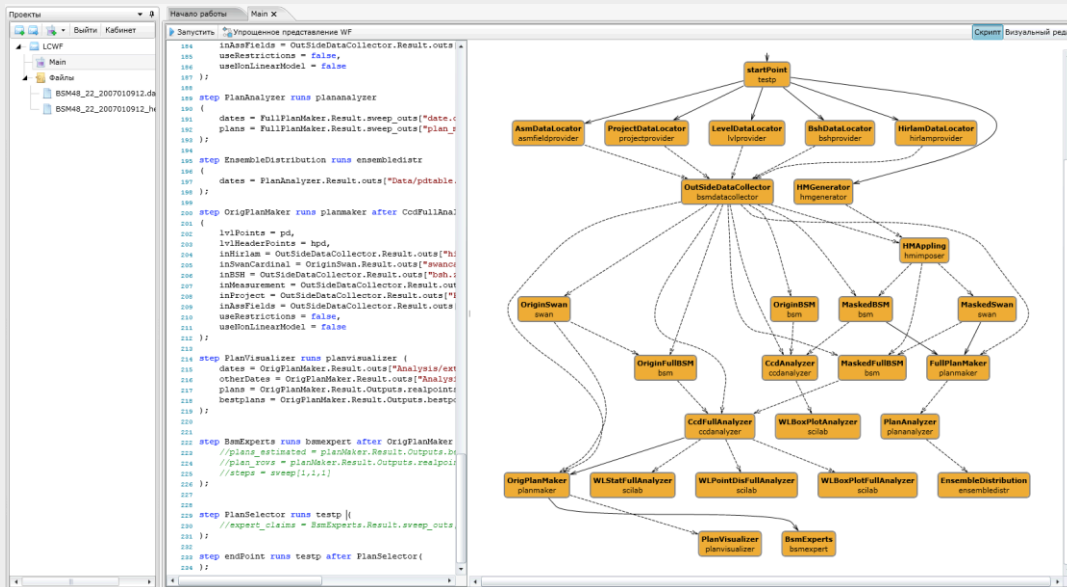 Проекты
Начало работы
Main
Выйти
Кабинет
Запустить
Упрощенное представление WF
Скрипт
Визуальный реда
LCWF
Main
Файлы
BSM48_22_2007010912.da
BSM48_22_2007010912_he
184 inAssFields = OutSideDataCollector.Result.outs
185 useRestrictions = false,
186 useNonLinearModel = false
187 );
188
189 step PlanAnalyzer runs plananalyzer
190 (
191 dates = FullPlanMaker.Result.sweep_outs["date.c
192 plans = FullPlanMaker.Result.sweep_outs["plan_m
193 );
194
195 step EnsembleDistribution runs ensembledistr
196 (
197 dates = PlanAnalyzer.Result.outs["Data/pdtable.
198 );
199
200 step OrigPlanMaker runs planmaker after CcdFullAnal
201 (
202 lvlPoints = pd,
203 lvlHeaderPoints = hpd,
204 inHirlam = OutSideDataCollector.Result.outs["hi
205 inSwanCardinal = OriginSwan.Result.outs["swanca
206 inBSH = OutSideDataCollector.Result.outs["bsh.z
207 inMeasurement = OutSideDataCollector.Result.out
208 inProject = OutSideDataCollector.Result.outs["P
209 inAssFields = OutSideDataCollector.Result.outs
210 useRestrictions = false,
211 useNonLinearModel = false
212 );
213
214 step PlanVisualizer runs planvisualizer (
215 dates = OrigPlanMaker.Result.outs["Analysis/ext
216 otherDates = OrigPlanMaker.Result.outs["Analysi
217 plans = OrigPlanMaker.Result.Outputs.realpoints
218 bestplans = OrigPlanMaker.Result.Outputs.bestpo
219 );
220
221
222 step BsmExperts runs bsmexpert after OrigPlanMaker
223 //plans_estimated = planMaker.Result.Outputs.be
224 //plan_rows = planMaker.Result.Outputs.realpoin
225 //steps = sweep[1,1,1]
226 );
227
228
229 step PlanSelector runs testp (
230 //expert_claims = BsmExperts.Result.sweep_outs.
231 );
232
233 step endPoint runs testp after PlanSelector(
234 );
startPoint
testp
AsmDataLocator
asmfieldprovider
ProjectDataLocator
projectprovider
LevelDataLocator
lvlprovider
BshDataLocator
bshprovider
HirlamDataLocator
hirlamprovider
OutSideDataCollector
bsmdatacollector
HMGenerator
hmgenerator
HMAppling
hmimposer
OriginSwan
swan
OriginBSM
bsm
MaskedBSM
bsm
MaskedSwan
swan
OriginFullBSM
bsm
CcdAnalyzer
ccdanalyzer
MaskedFullBSM
bsm
FullPlanMaker
planmaker
CcdFullAnalyzer
ccdanalyzer
WLBoxPlotAnalyzer
scilab
PlanAnalyzer
plananalyzer
OrigPlanMaker
planmaker
WLStatFullAnalyzer
scilab
WLPointDisFullAnalyzer
scilab
WLBoxPlotFullAnalyzer
scilab
EnsembleDistribution
ensembledistr
PlanVisualizer
planvisualizer
BsmExperts
bsmexpert